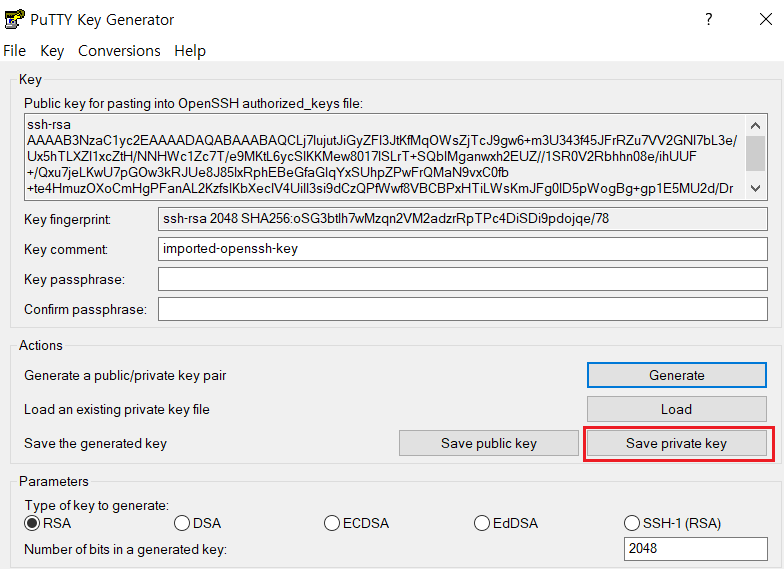 PuTTY Key Generator
?
File Key Conversions Help
Key
Public key for pasting into OpenSSH authorized_keys file:
ssh-rsa
AAAAB3NzaC1yc2EAAAADAQABAAABAQCLj7lujutJiGyZFl3JtKfMqOWsZjTcJ9gw6+m3U343f45JFrRZu7VV2GNl7bL3e/
Ux5hTLXZl1xcZtH/NNHWc1Zc7T/e9MKtL6ycSlKKMew8017lSLrT+SQblMganwxh2EUZ//1SR0V2Rbhhn08e/ihUUF
+/Qxu7jeLKwU7pGOw3kRJUe8J85lxRphEBeGfaGlqYxSUhpZPwFrQMaN9vxC0fb
+te4HmuzOXoCmHgPFanAL2KzfslKbXeclV4Uill3si9dCzQPfWwf8VBCBPxHTiLWsKmJFg0lD5pWogBg+gp1E5MU2d/Dr
Key fingerprint: ssh-rsa 2048 SHA256:oSG3btlh7wMzqn2VM2adzrRpTPc4DiSDi9pdojqe/78
Key comment: imported-openssh-key
Key passphrase:
Confirm passphrase:
Actions
Generate a public/private key pair Generate
Load an existing private key file Load
Save the generated key Save public key Save private key
Parameters
Type of key to generate:
RSA DSA ECDSA EdDSA SSH-1 (RSA)
Number of bits in a generated key: 2048